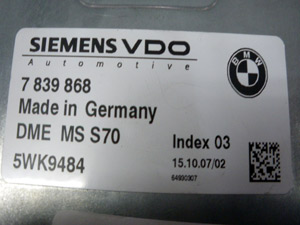 SIEMENS VDO
Automotive
BMW
7 839 868
Made in Germany
DME MS S70
Index 03
5WK9484
15.10.07/02
64990307